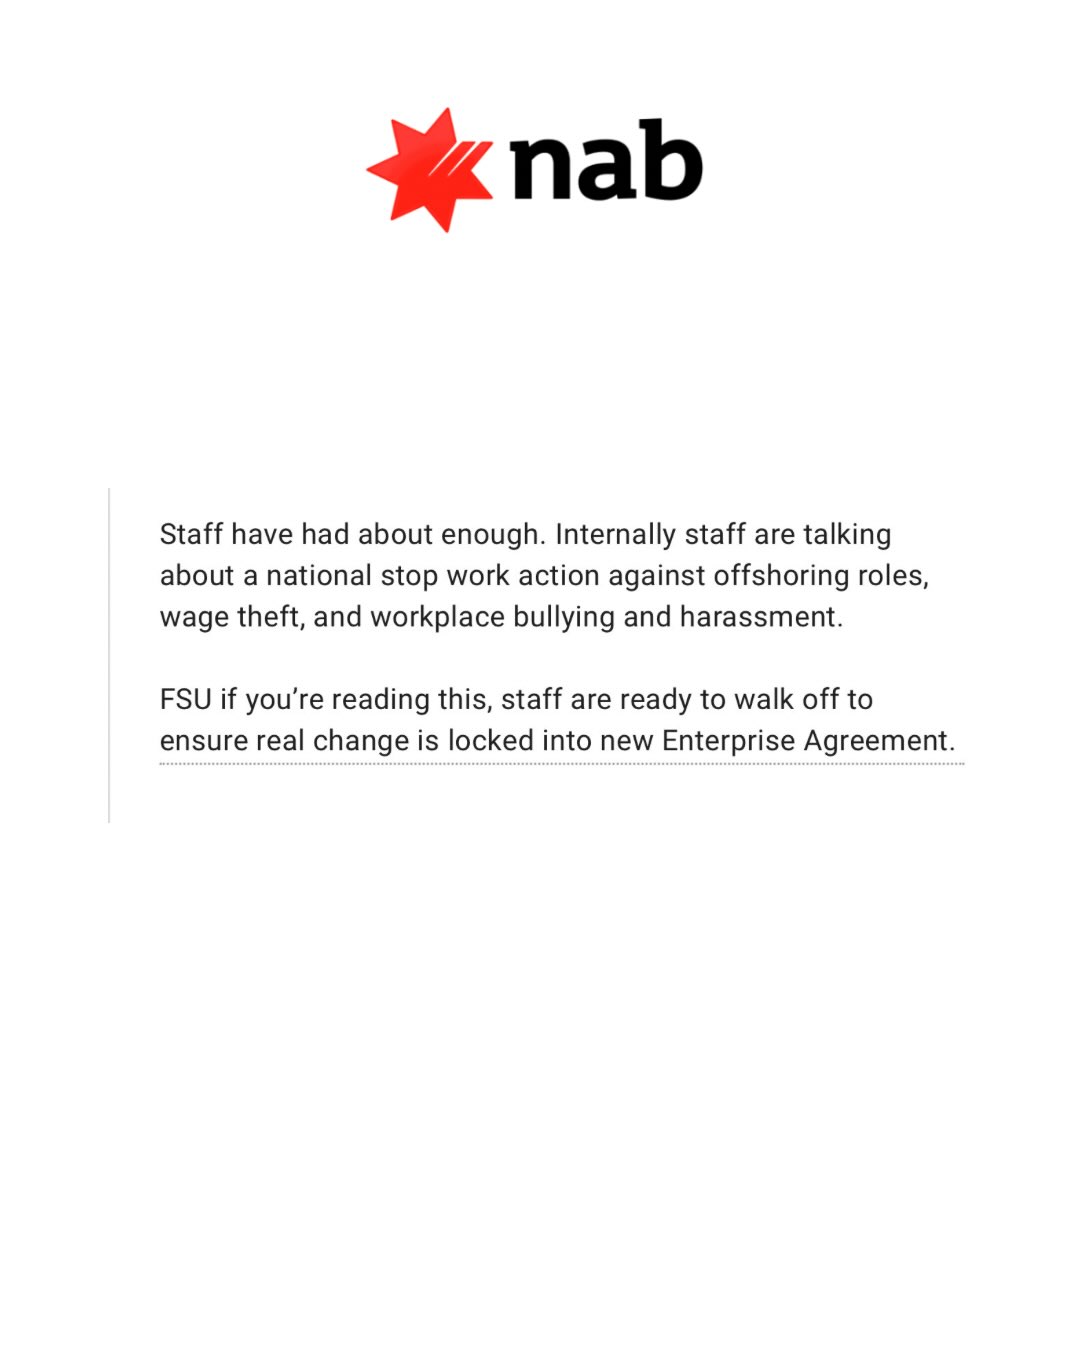 nab
Staff have had about enough. Internally staff are talking
about a national stop work action against offshoring roles,
wage theft, and workplace bullying and harassment.
FSU if you’re reading this, staff are ready to walk off to
ensure real change is locked into new Enterprise Agreement.